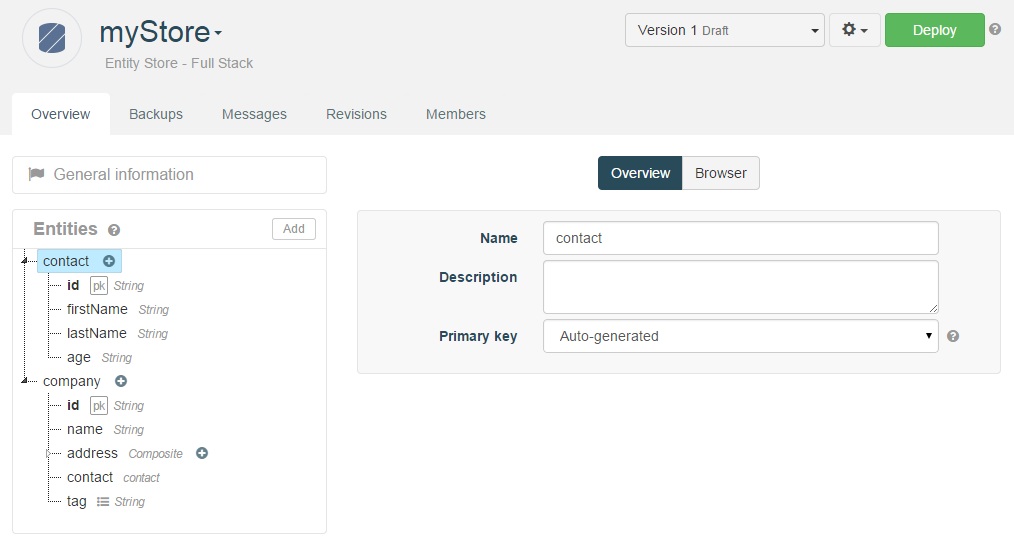 myStore
Entity Store - Full Stack
Version 1 Draft
Deploy
?
Overview Backups Messages Revisions Members
General information
Overview Browser
Entities ? Add
contact
id pk String
firstName String
lastName String
age String
company
id pk String
name String
address Composite
contact contact
tag String
Name contact
Description
Primary key Auto-generated ?